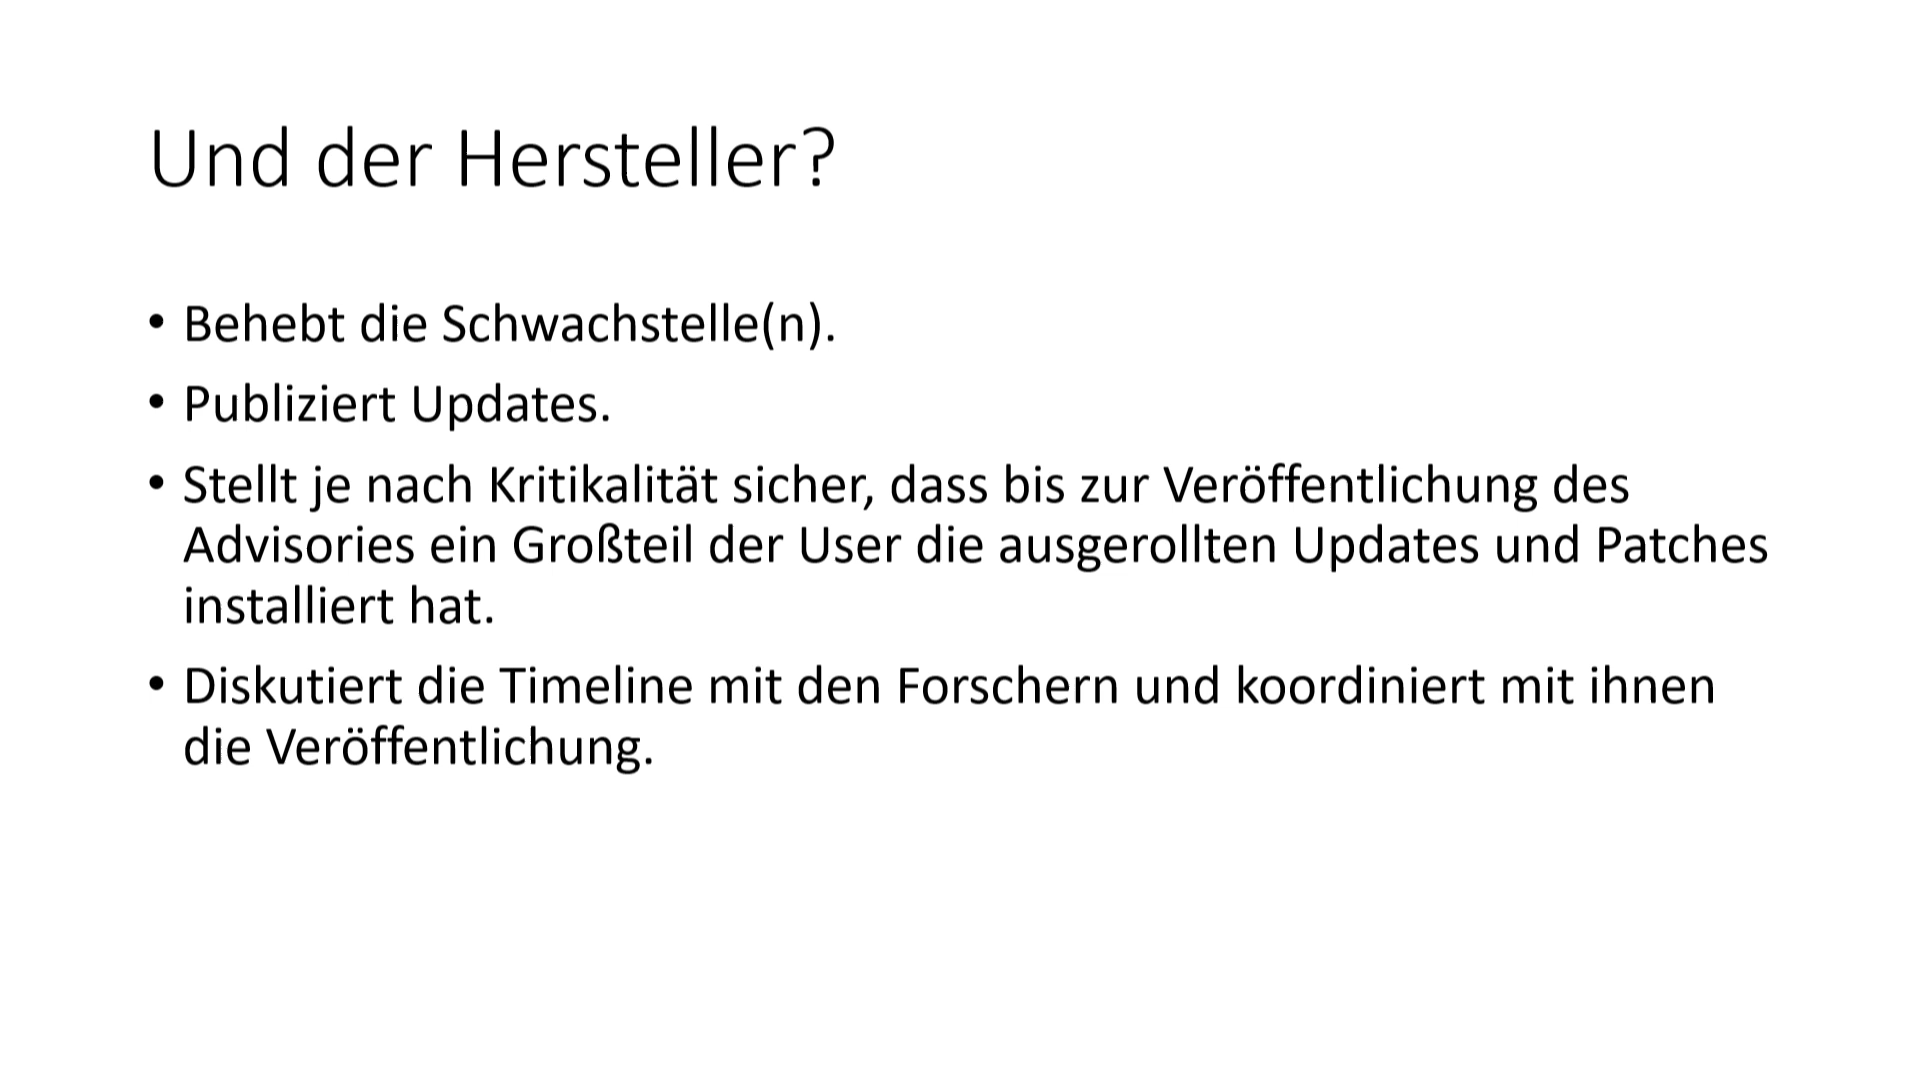 Und der Hersteller?
• Behebt die Schwachstelle(n).
• Publiziert Updates.
• Stellt je nach Kritikalität sicher, dass bis zur Veröffentlichung des
Advisories ein Großteil der User die ausgerollten Updates und Patches
installiert hat.
• Diskutiert die Timeline mit den Forschern und koordiniert mit ihnen
die Veröffentlichung.